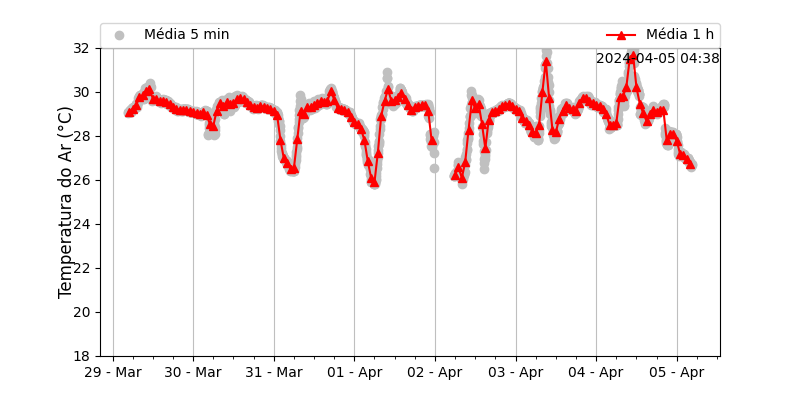 Média 5 min
Média 1 h
2024-04-05 04:38
Temperatura do Ar (°C)
32
30
28
26
24
22
20
18
29 - Mar
30 - Mar
31 - Mar
01 - Apr
02 - Apr
03 - Apr
04 - Apr
05 - Apr